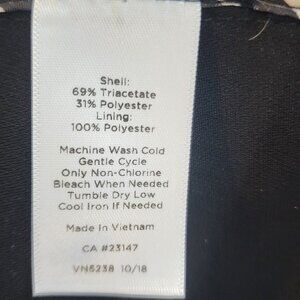 Shell:
69% Triacetate
31% Polyester
Lining:
100% Polyester
Machine Wash Cold
Gentle Cycle
Only Non-Chlorine
Bleach When Needed
Tumble Dry Low
Cool Iron If Needed
Made In Vietnam
CA #23147
VN5238 10/18